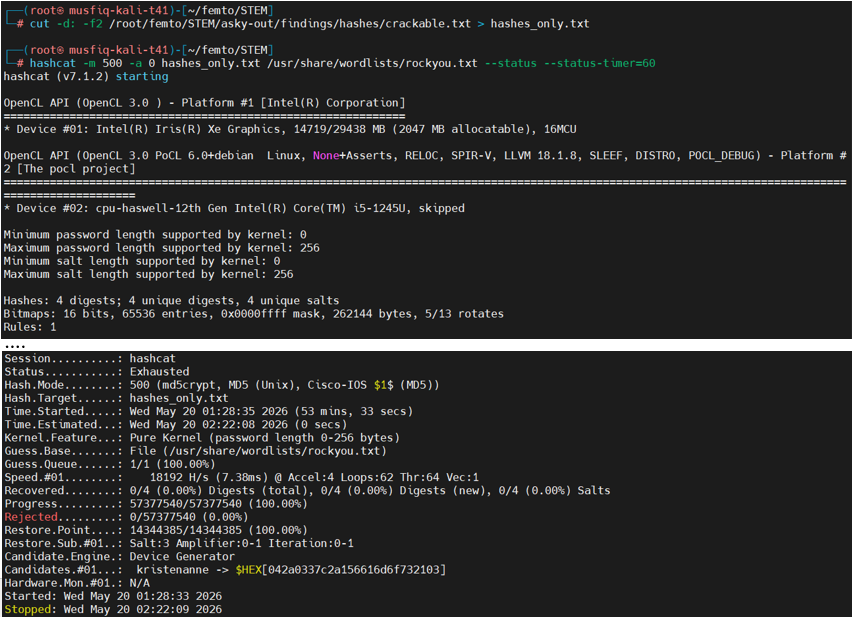 ┌──(root㉿ musfiq-kali-t41)-[~/femto/STEM]
└─# cut -d: -f2 /root/femto/STEM/asky-out/findings/hashes/crackable.txt > hashes_only.txt
┌──(root㉿ musfiq-kali-t41)-[~/femto/STEM]
└─# hashcat -m 500 -a 0 hashes_only.txt /usr/share/wordlists/rockyou.txt --status --status-timer=60
hashcat (v7.1.2) starting
OpenCL API (OpenCL 3.0 ) - Platform #1 [Intel(R) Corporation]
=============================================================
* Device #01: Intel(R) Iris(R) Xe Graphics, 14719/29438 MB (2047 MB allocatable), 16MCU
OpenCL API (OpenCL 3.0 PoCL 6.0+debian  Linux, None+Asserts, RELOC, SPIR-V, LLVM 18.1.8, SLEEF, DISTRO, POCL_DEBUG) - Platform #
2 [The pocl project]
================================================================================================================================
====================
* Device #02: cpu-haswell-12th Gen Intel(R) Core(TM) i5-1245U, skipped
Minimum password length supported by kernel: 0
Maximum password length supported by kernel: 256
Minimum salt length supported by kernel: 0
Maximum salt length supported by kernel: 256
Hashes: 4 digests; 4 unique digests, 4 unique salts
Bitmaps: 16 bits, 65536 entries, 0x0000ffff mask, 262144 bytes, 5/13 rotates
Rules: 1
....
Session..........: hashcat
Status...........: Exhausted
Hash.Mode........: 500 (md5crypt, MD5 (Unix), Cisco-IOS $1$ (MD5))
Hash.Target......: hashes_only.txt
Time.Started.....: Wed May 20 01:28:35 2026 (53 mins, 33 secs)
Time.Estimated...: Wed May 20 02:22:08 2026 (0 secs)
Kernel.Feature...: Pure Kernel (password length 0-256 bytes)
Guess.Base.......: File (/usr/share/wordlists/rockyou.txt)
Guess.Queue......: 1/1 (100.00%)
Speed.#01........:    18192 H/s (7.38ms) @ Accel:4 Loops:62 Thr:64 Vec:1
Recovered........: 0/4 (0.00%) Digests (total), 0/4 (0.00%) Digests (new), 0/4 (0.00%) Salts
Progress.........: 57377540/57377540 (100.00%)
Rejected.........: 0/57377540 (0.00%)
Restore.Point....: 14344385/14344385 (100.00%)
Restore.Sub.#01..: Salt:3 Amplifier:0-1 Iteration:0-1
Candidate.Engine.: Device Generator
Candidates.#01...:  kristenanne -> $HEX[042a0337c2a156616d6f732103]
Hardware.Mon.#01.: N/A
Started: Wed May 20 01:28:33 2026
Stopped: Wed May 20 02:22:09 2026